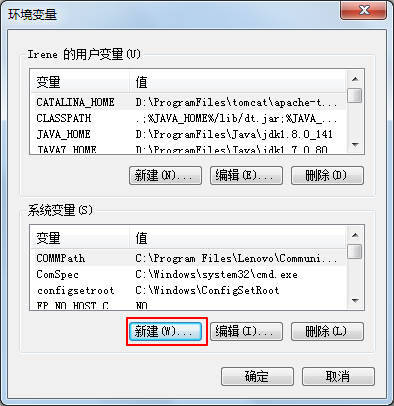 环境变量
Irene 的用户变量(U)
变量 值
CATALINA_HOME D:\ProgramFiles\tomcat\apache-t...
CLASSPATH .;%JAVA_HOME%/lib/dt.jar;%JAVA_...
JAVA_HOME D:\ProgramFiles\Java\jdk1.8.0_141
JAVA7_HOME D:\ProgramFiles\Java\jdk1.7.0_80
新建(N)... 编辑(E)... 删除(D)
系统变量(S)
变量 值
COMMPath C:\Program Files\Lenovo\Communi...
ComSpec C:\Windows\system32\cmd.exe
configsetroot C:\Windows\ConfigSetRoot
FP_NO_HOST_C... NO
新建(W)... 编辑(I)... 删除(L)
确定 取消